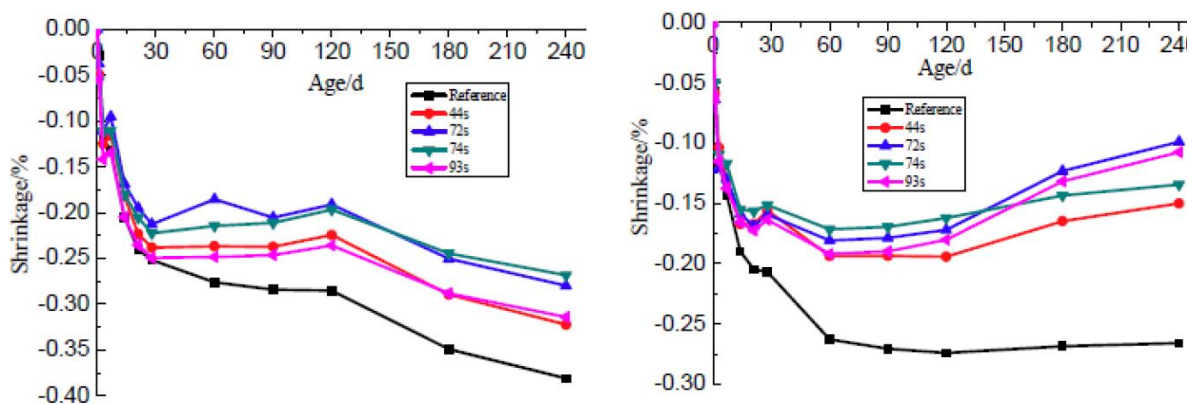 0.00
0 30 60 90 120 150 180 210 240
Age/d
-0.05
-0.10
-0.15
-0.20
-0.25
-0.30
-0.35
-0.40
Shrinkage/%
Reference
44s
72s
74s
93s
0.00
0 30 60 90 120 150 180 210 240
Age/d
-0.05
-0.10
-0.15
-0.20
-0.25
-0.30
Shrinkage/%
Reference
44s
72s
74s
93s